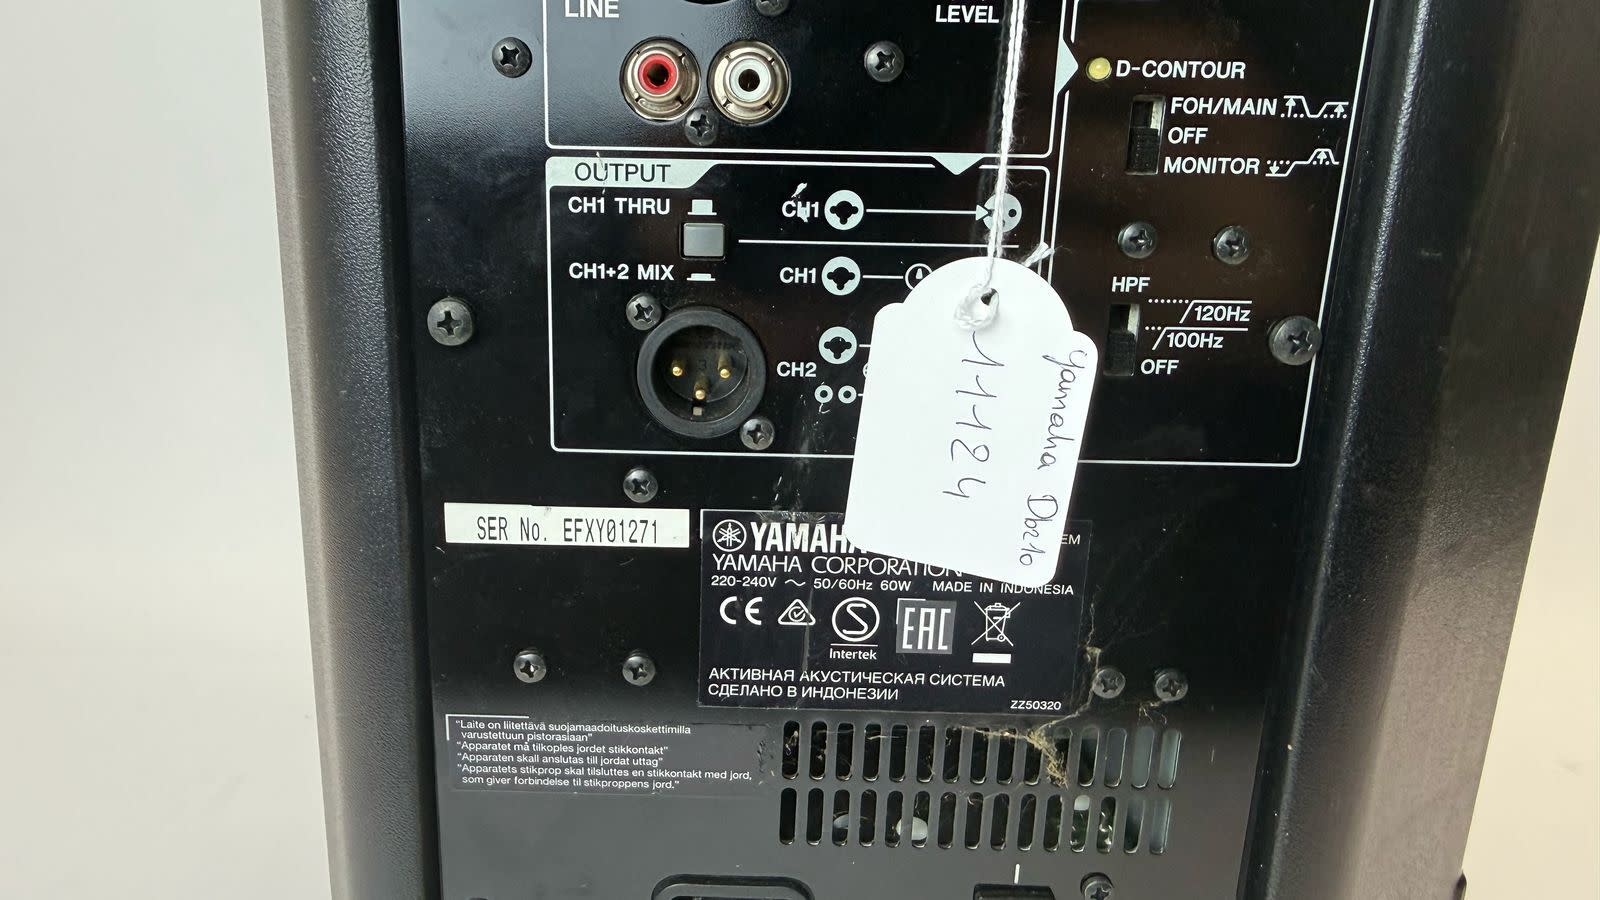 LINE
LEVEL
D-CONTOUR
FOH/MAIN
OFF
MONITOR
OUTPUT
CH1 THRU
CH1
CH1+2 MIX
CH1
CH2
HPF
120Hz
100Hz
OFF
11124
Yamaha Dbr10
SER No. EFXY01271
YAMAHA
YAMAHA CORPORATION
220-240V ~ 50/60Hz 60W MADE IN INDONESIA
CE
Intertek
EAC
АКТИВНАЯ АКУСТИЧЕСКАЯ СИСТЕМА
СДЕЛАНО В ИНДОНЕЗИИ
ZZ50320
"Laite on liitettävä suojamaadoituskoskettimilla
varustettuun pistorasiaan"
"Apparatet må tilkoples jordet stikkontakt"
"Apparaten skall anslutas till jordat uttag"
"Apparatets stikprop skal tilsluttes en stikkontakt med jord,
som giver forbindelse til stikproppens jord."